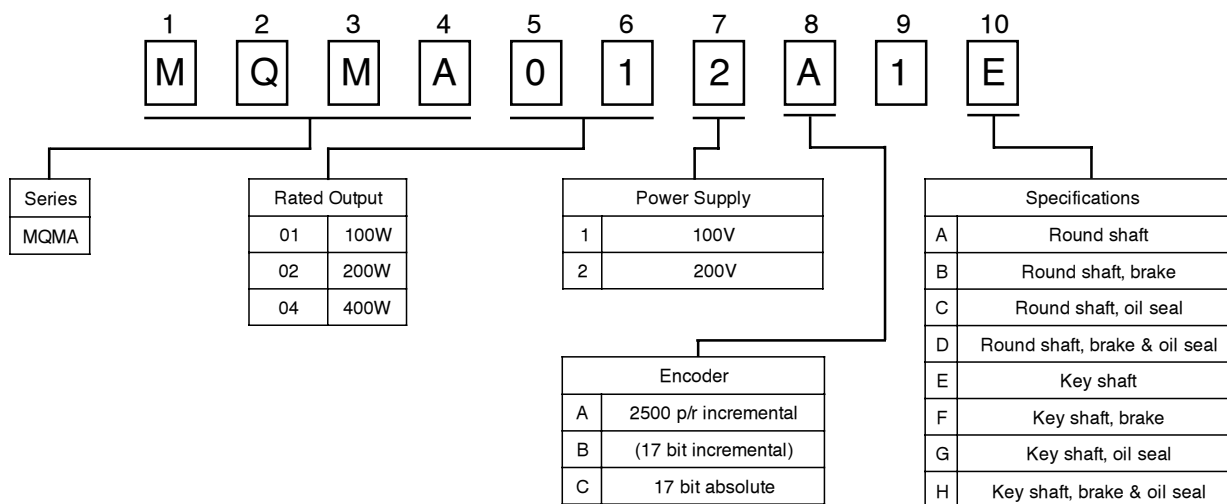 1 2 3 4 5 6 7 8 9 10
M Q M A 0 1 2 A 1 E
Series
MQMA
Rated Output
01 100W
02 200W
04 400W
Power Supply
1 100V
2 200V
Encoder
A 2500 p/r incremental
B (17 bit incremental)
C 17 bit absolute
Specifications
A Round shaft
B Round shaft, brake
C Round shaft, oil seal
D Round shaft, brake & oil seal
E Key shaft
F Key shaft, brake
G Key shaft, oil seal
H Key shaft, brake & oil seal